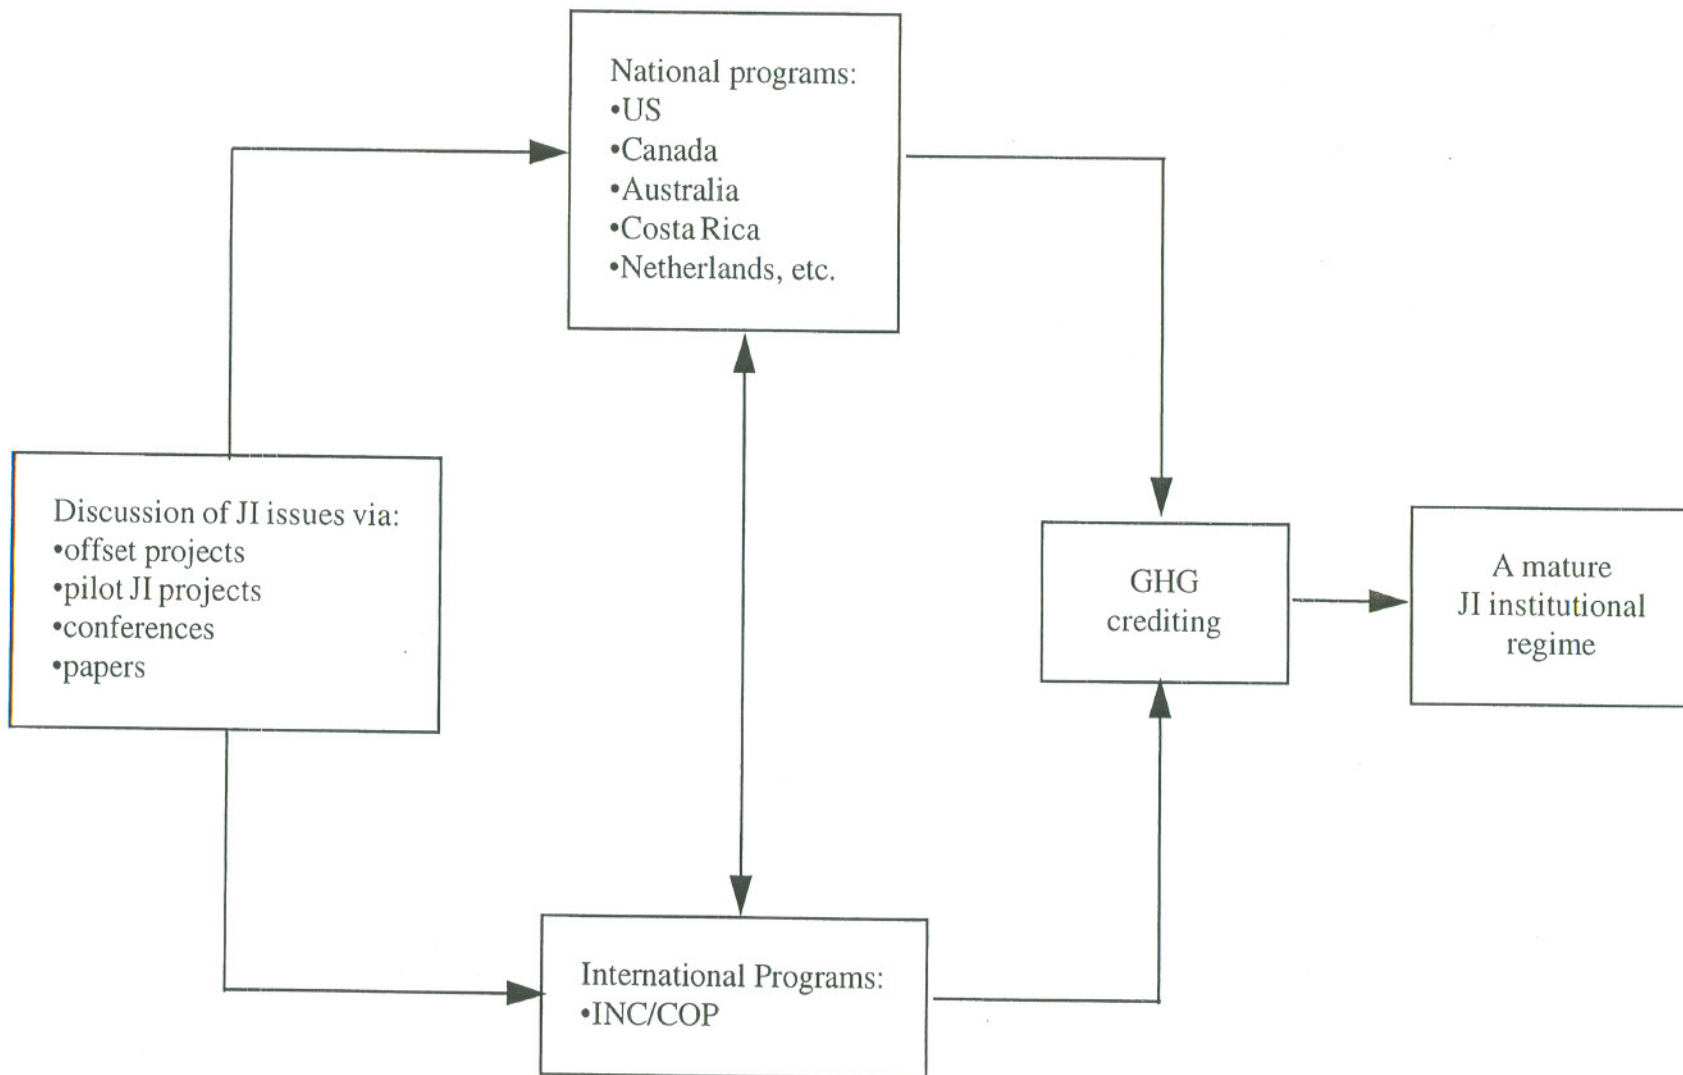 National programs:
•US
•Canada
•Australia
•Costa Rica
•Netherlands, etc.
Discussion of JI issues via:
•offset projects
•pilot JI projects
•conferences
•papers
GHG
crediting
A mature
JI institutional
regime
International Programs:
•INC/COP